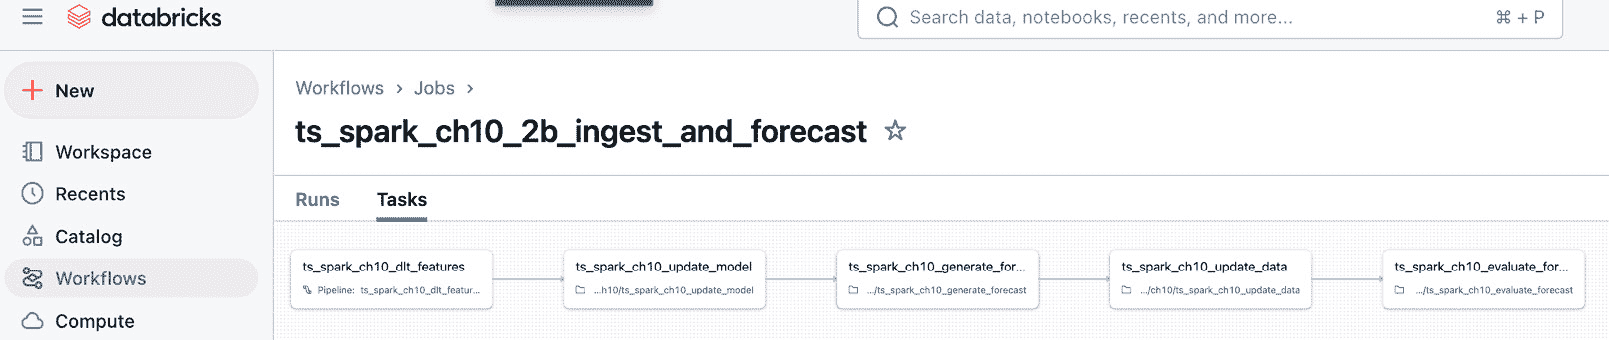 databricks
Search data, notebooks, recents, and more...
⌘ + P
New
Workspace
Recents
Catalog
Workflows
Compute
Workflows › Jobs ›
ts_spark_ch10_2b_ingest_and_forecast
Runs
Tasks
ts_spark_ch10_dlt_features
Pipeline: ts_spark_ch10_dlt_featur...
ts_spark_ch10_update_model
...h10/ts_spark_ch10_update_model
ts_spark_ch10_generate_for...
.../ts_spark_ch10_generate_forecast
ts_spark_ch10_update_data
.../ch10/ts_spark_ch10_update_data
ts_spark_ch10_evaluate_for...
.../ts_spark_ch10_evaluate_forecast